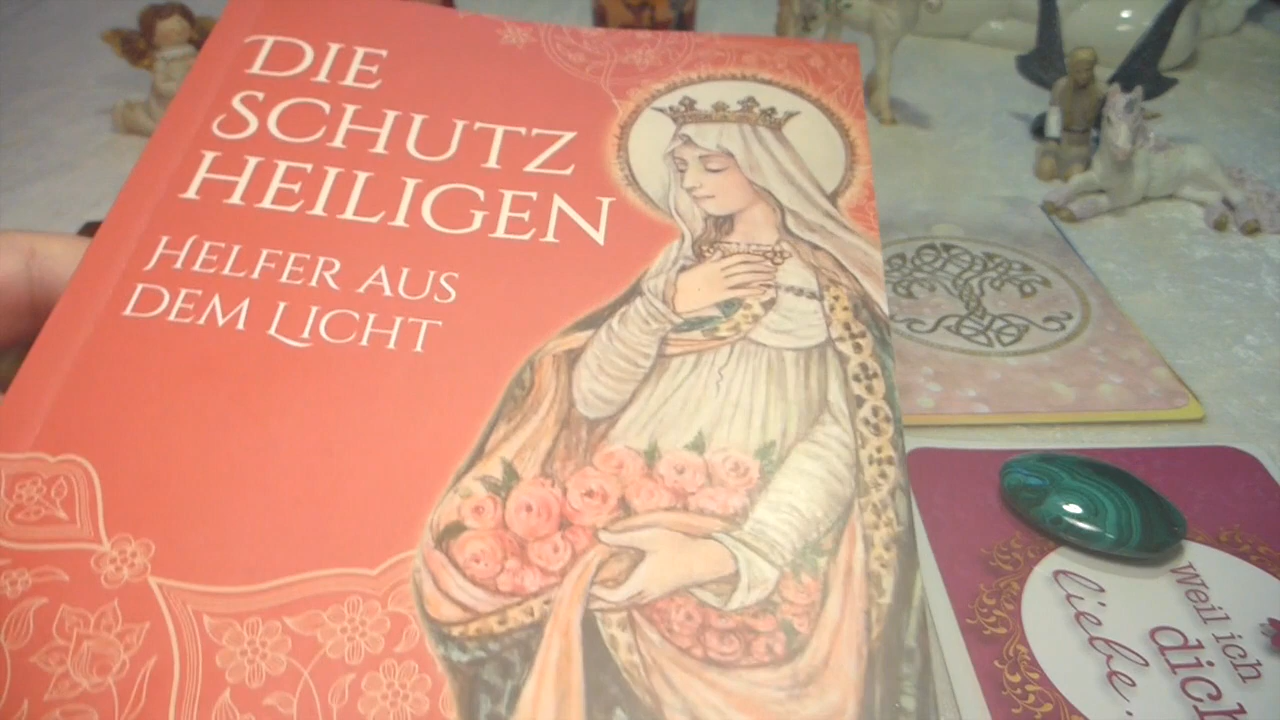 DIE
SCHUTZ
HEILIGEN
HELFER AUS
DEM LICHT
weil ich
dich
liebe.